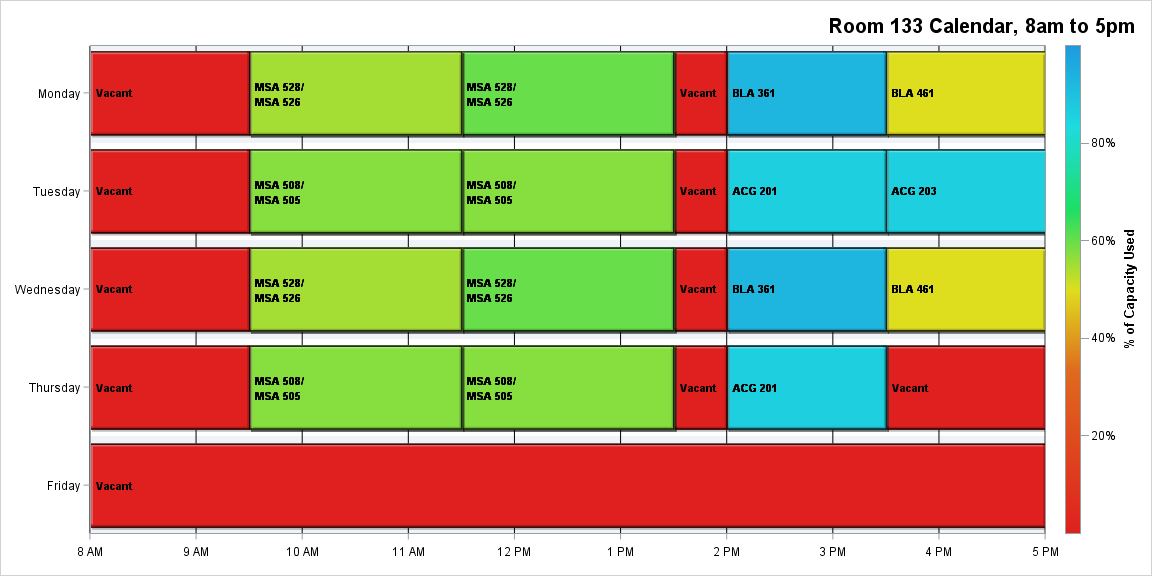 Room 133 Calendar, 8am to 5pm
Monday
Vacant
MSA 528/
MSA 526
MSA 528/
MSA 526
Vacant
BLA 361
BLA 461
Tuesday
Vacant
MSA 508/
MSA 505
MSA 508/
MSA 505
Vacant
ACG 201
ACG 203
Wednesday
Vacant
MSA 528/
MSA 526
MSA 528/
MSA 526
Vacant
BLA 361
BLA 461
Thursday
Vacant
MSA 508/
MSA 505
MSA 508/
MSA 505
Vacant
ACG 201
Vacant
Friday
Vacant
8 AM
9 AM
10 AM
11 AM
12 PM
1 PM
2 PM
3 PM
4 PM
5 PM
80%
60%
40%
20%
% of Capacity Used